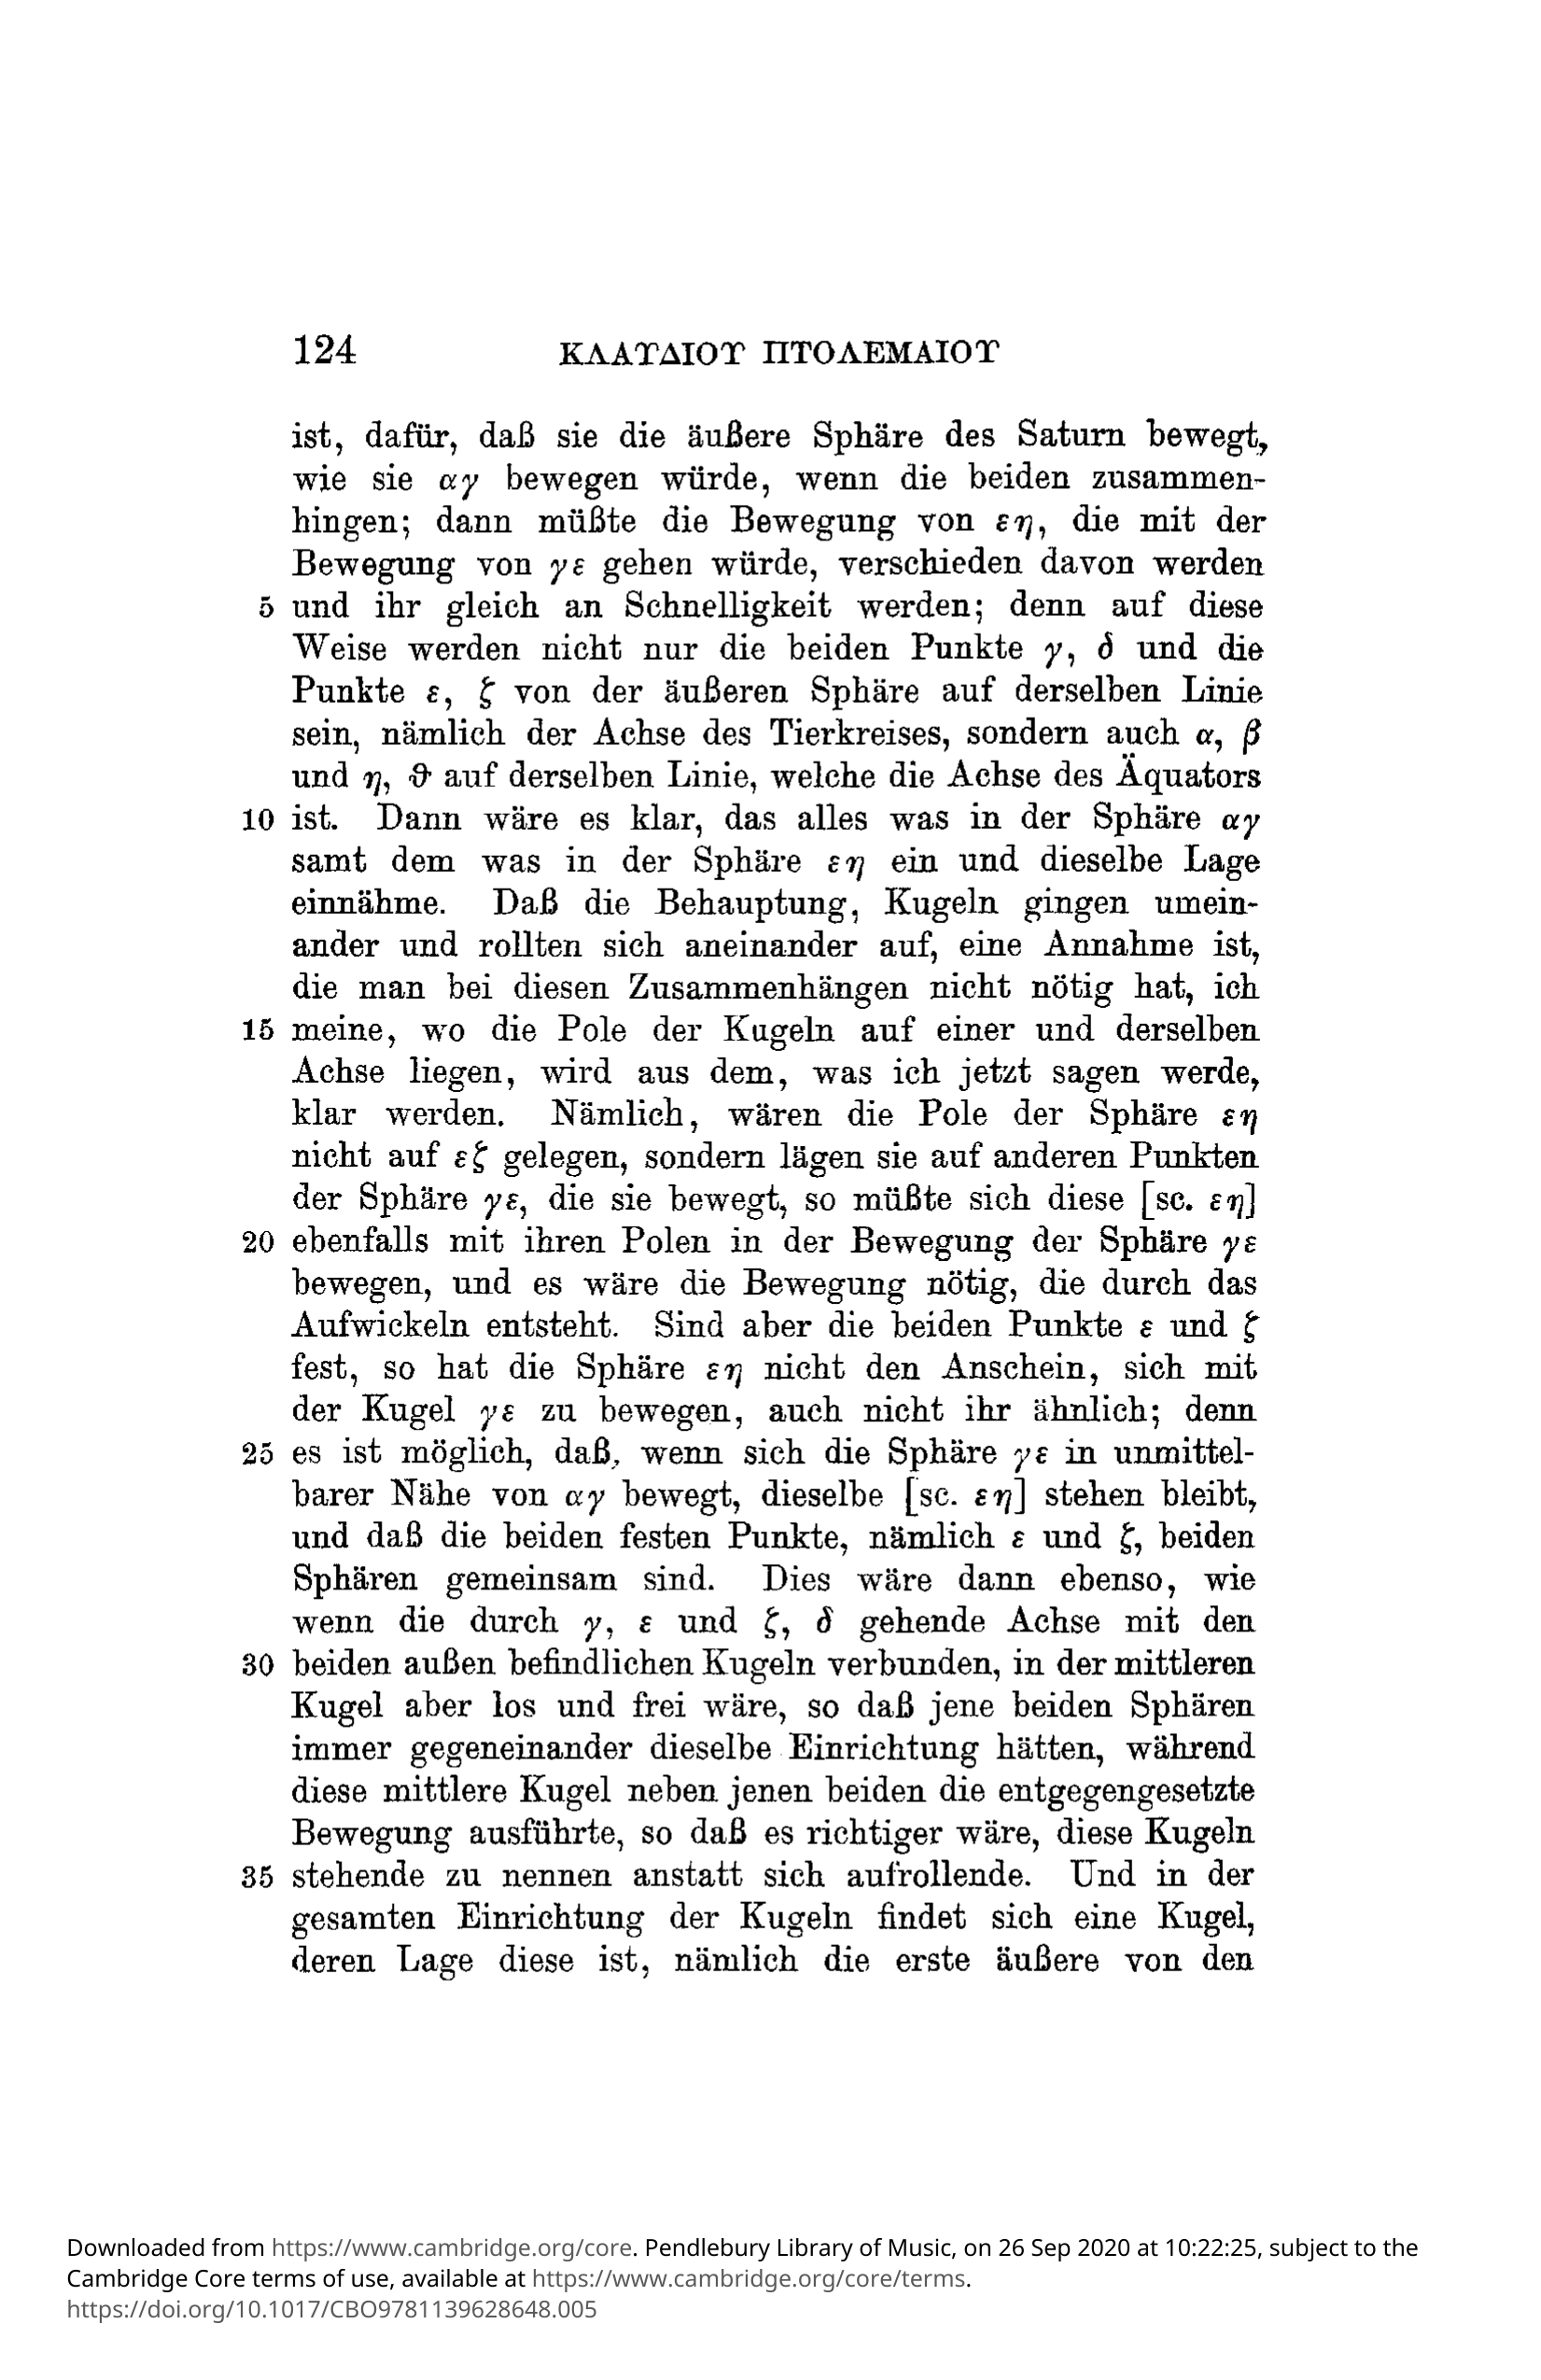 124 ΚΛΑΥΔΙΟΥ ΠΤΟΛΕΜΑΙΟΥ
ist, dafür, daß sie die äußere Sphäre des Saturn bewegt,
wie sie αγ bewegen würde, wenn die beiden zusammen-
hingen; dann müßte die Bewegung von εη, die mit der
Bewegung von γε gehen würde, verschieden davon werden
5 und ihr gleich an Schnelligkeit werden; denn auf diese
Weise werden nicht nur die beiden Punkte γ, δ und die
Punkte ε, ζ von der äußeren Sphäre auf derselben Linie
sein, nämlich der Achse des Tierkreises, sondern auch α, β
und η, ϑ auf derselben Linie, welche die Achse des Äquators
10 ist. Dann wäre es klar, das alles was in der Sphäre αγ
samt dem was in der Sphäre εη ein und dieselbe Lage
einnähme. Daß die Behauptung, Kugeln gingen umein-
ander und rollten sich aneinander auf, eine Annahme ist,
die man bei diesen Zusammenhängen nicht nötig hat, ich
15 meine, wo die Pole der Kugeln auf einer und derselben
Achse liegen, wird aus dem, was ich jetzt sagen werde,
klar werden. Nämlich, wären die Pole der Sphäre εη
nicht auf εζ gelegen, sondern lägen sie auf anderen Punkten
der Sphäre γε, die sie bewegt, so müßte sich diese [sc. εη]
20 ebenfalls mit ihren Polen in der Bewegung der Sphäre γε
bewegen, und es wäre die Bewegung nötig, die durch das
Aufwickeln entsteht. Sind aber die beiden Punkte ε und ζ
fest, so hat die Sphäre εη nicht den Anschein, sich mit
der Kugel γε zu bewegen, auch nicht ihr ähnlich; denn
25 es ist möglich, daß, wenn sich die Sphäre γε in unmittel-
barer Nähe von αγ bewegt, dieselbe [sc. εη] stehen bleibt,
und daß die beiden festen Punkte, nämlich ε und ζ, beiden
Sphären gemeinsam sind. Dies wäre dann ebenso, wie
wenn die durch γ, ε und ζ, δ gehende Achse mit den
30 beiden außen befindlichen Kugeln verbunden, in der mittleren
Kugel aber los und frei wäre, so daß jene beiden Sphären
immer gegeneinander dieselbe Einrichtung hätten, während
diese mittlere Kugel neben jenen beiden die entgegengesetzte
Bewegung ausführte, so daß es richtiger wäre, diese Kugeln
35 stehende zu nennen anstatt sich aufrollende. Und in der
gesamten Einrichtung der Kugeln findet sich eine Kugel,
deren Lage diese ist, nämlich die erste äußere von den
Downloaded from https://www.cambridge.org/core. Pendlebury Library of Music, on 26 Sep 2020 at 10:22:25, subject to the
Cambridge Core terms of use, available at https://www.cambridge.org/core/terms.
https://doi.org/10.1017/CBO9781139628648.005